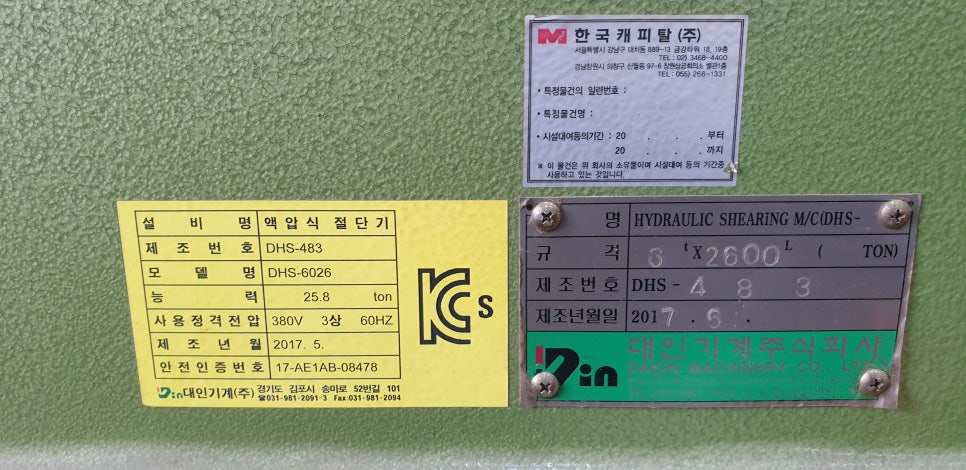 한국캐피탈(주)
서울특별시 강남구 대치동 889-13 금강타워 18, 19층
TEL : 02) 3468-4400
경남창원시 의창구 신월동 97-6 창원상공회의소 별관1층
TEL : 055) 266-1331
• 특정물건의 일련번호 :
• 특정물건명 :
• 시설대여등의기간 : 20 . . . 부터
20 . . . 까지
※ 이 물건은 위 회사의 소유물이며 시설대여 등의 기간중
사용하고 있는 것입니다.
설비명 액압식 절단기
제조번호 DHS-483
모델명 DHS-6026
능력 25.8 ton
사용정격전압 380V 3상 60HZ
제조년월 2017. 5.
안전인증번호 17-AE1AB-08478
Din 대인기계(주) 경기도 김포시 송마로 52번길 101
031-981-2091~3 Fax:031-981-2094
KCs
명 HYDRAULIC SHEARING M/C(DHS-
규격 6 t X 2600 L ( TON)
제조번호 DHS - 4 8 3
제조년월일 2017 . 6 .
Din 대인기계주식회사
DAEIN MACHINERY CO., LTD